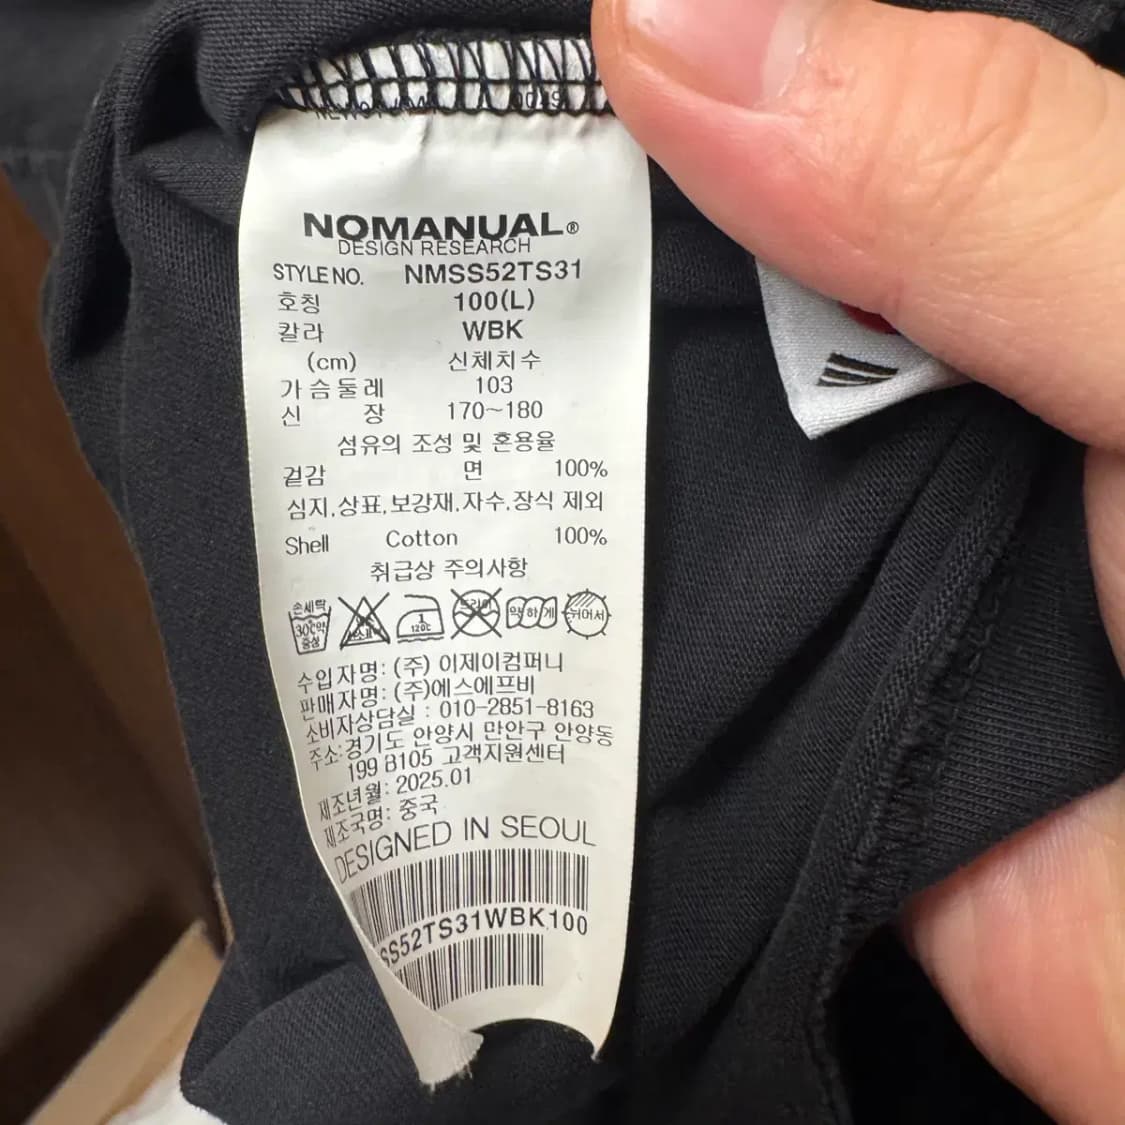 NOMANUAL®
DESIGN RESEARCH
STYLE NO. NMSS52TS31
호칭 100(L)
칼라 WBK
(cm) 신체치수
가슴둘레 103
신 장 170~180
섬유의 조성 및 혼용율
겉감 면 100%
심지,상표,보강재,자수,장식 제외
Shell Cotton 100%
취급상 주의사항
손세탁 30℃약 중성 1 120℃ 드라이 약하게 뉘어서
수입자명: (주) 이제이컴퍼니
판매자명: (주)에스에프비
소비자상담실 : 010-2851-8163
주소:경기도 안양시 만안구 안양동
199 B105 고객지원센터
제조년월: 2025.01
제조국명: 중국
DESIGNED IN SEOUL
SS52TS31WBK100